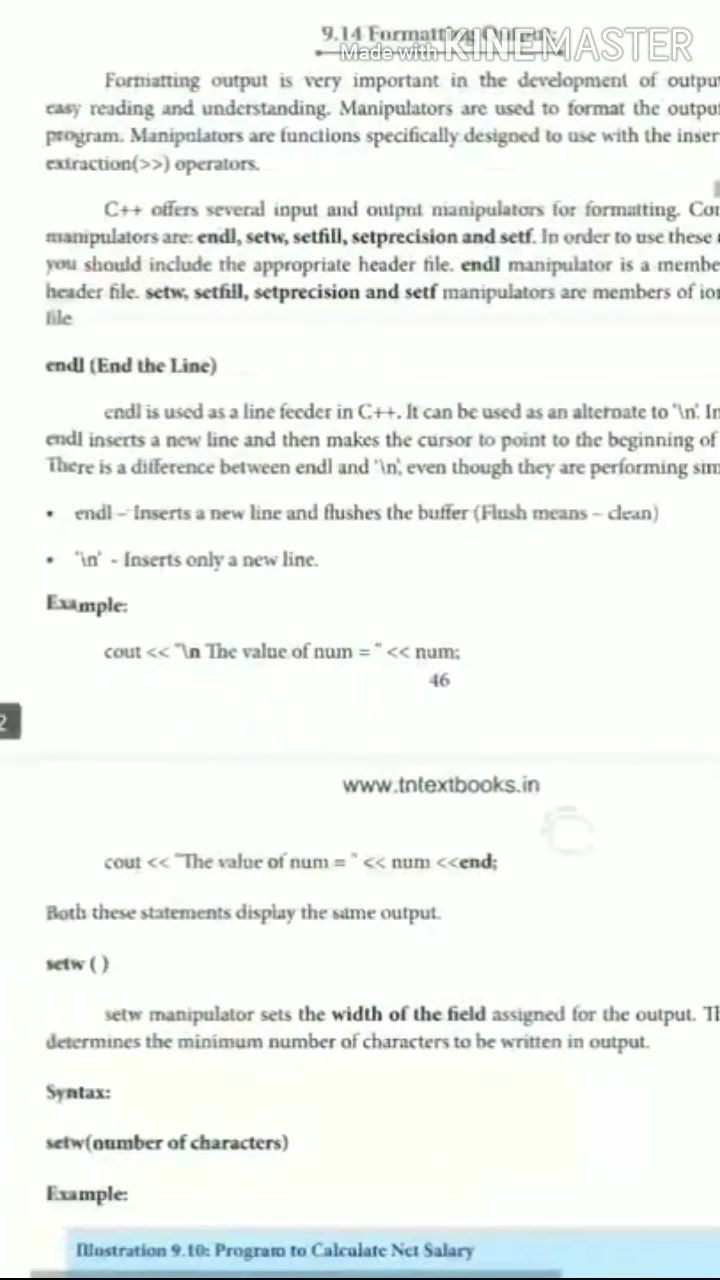 9.14 Formatting Output:
Made with KINEMASTER
Formatting output is very important in the development of output
easy reading and understanding. Manipulators are used to format the output
program. Manipulators are functions specifically designed to use with the inser
extraction(>>) operators.
C++ offers several input and output manipulators for formatting. Con
manipulators are: endl, setw, setfill, setprecision and setf. In order to use these
you should include the appropriate header file. endl manipulator is a membe
header file. setw, setfill, setprecision and setf manipulators are members of ion
file
endl (End the Line)
endl is used as a line feeder in C++. It can be used as an alternate to '\n'. In
endl inserts a new line and then makes the cursor to point to the beginning of
There is a difference between endl and '\n', even though they are performing sim
• endl – Inserts a new line and flushes the buffer (Flush means – clean)
• '\n' - Inserts only a new line.
Example:
cout << "\n The value of num = " << num;
46
2
www.tntextbooks.in
cout << "The value of num = " << num <<end;
Both these statements display the same output.
setw ( )
setw manipulator sets the width of the field assigned for the output. Th
determines the minimum number of characters to be written in output.
Syntax:
setw(number of characters)
Example:
Illustration 9.10: Program to Calculate Net Salary